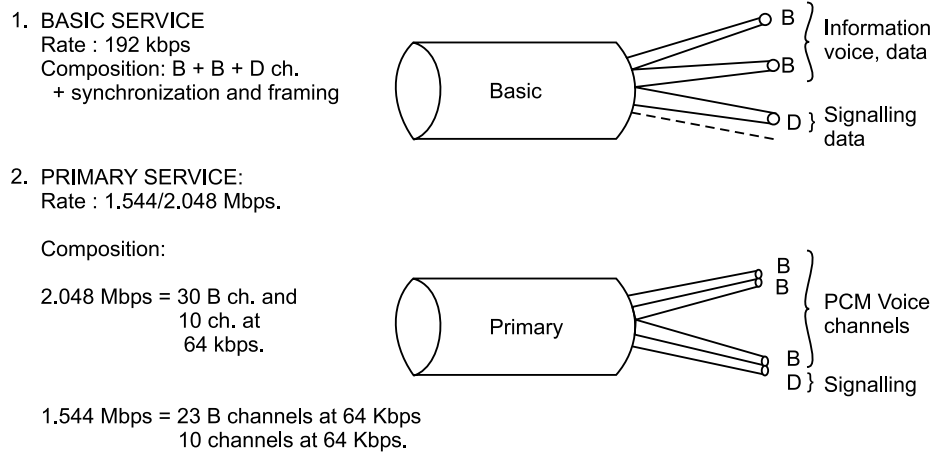 1. BASIC SERVICE
Rate : 192 kbps
Composition: B + B + D ch.
+ synchronization and framing
Basic
B
B
Information
voice, data
D } Signalling
data
2. PRIMARY SERVICE:
Rate : 1.544/2.048 Mbps.
Composition:
2.048 Mbps = 30 B ch. and
10 ch. at
64 kbps.
Primary
B
B
PCM Voice
channels
B
D } Signalling
1.544 Mbps = 23 B channels at 64 Kbps
10 channels at 64 Kbps.